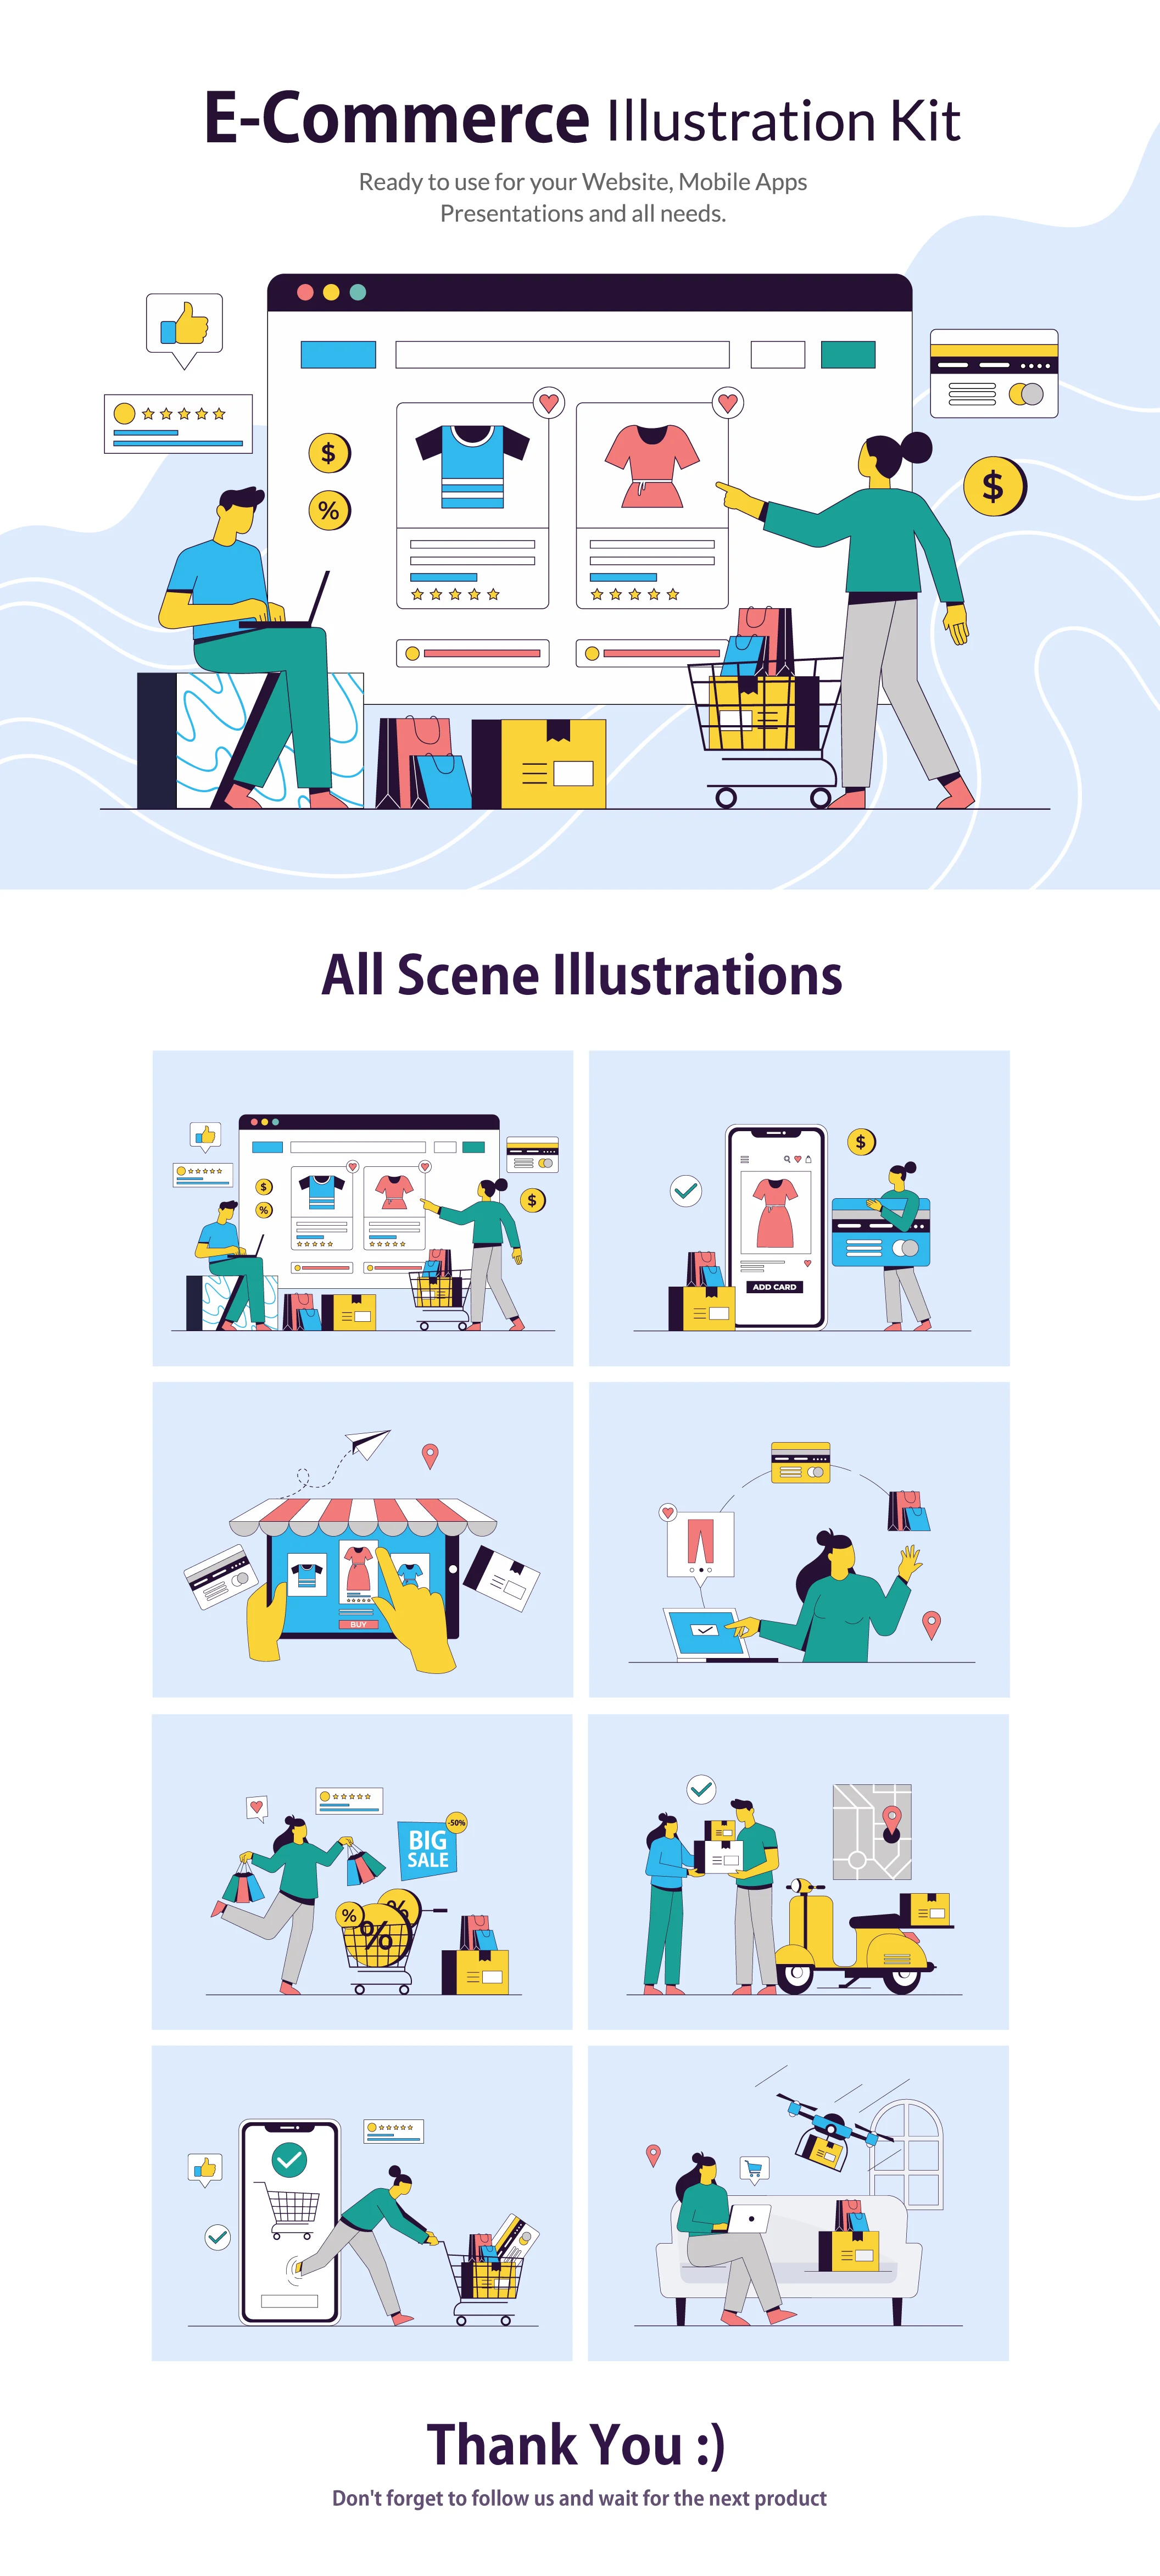 E-Commerce Illustration Kit
Ready to use for your Website, Mobile Apps
Presentations and all needs.
$
%
$
All Scene Illustrations
$
%
$
$
ADD CARD
BUY
-50%
BIG
SALE
%
%
%
Thank You :)
Don't forget to follow us and wait for the next product